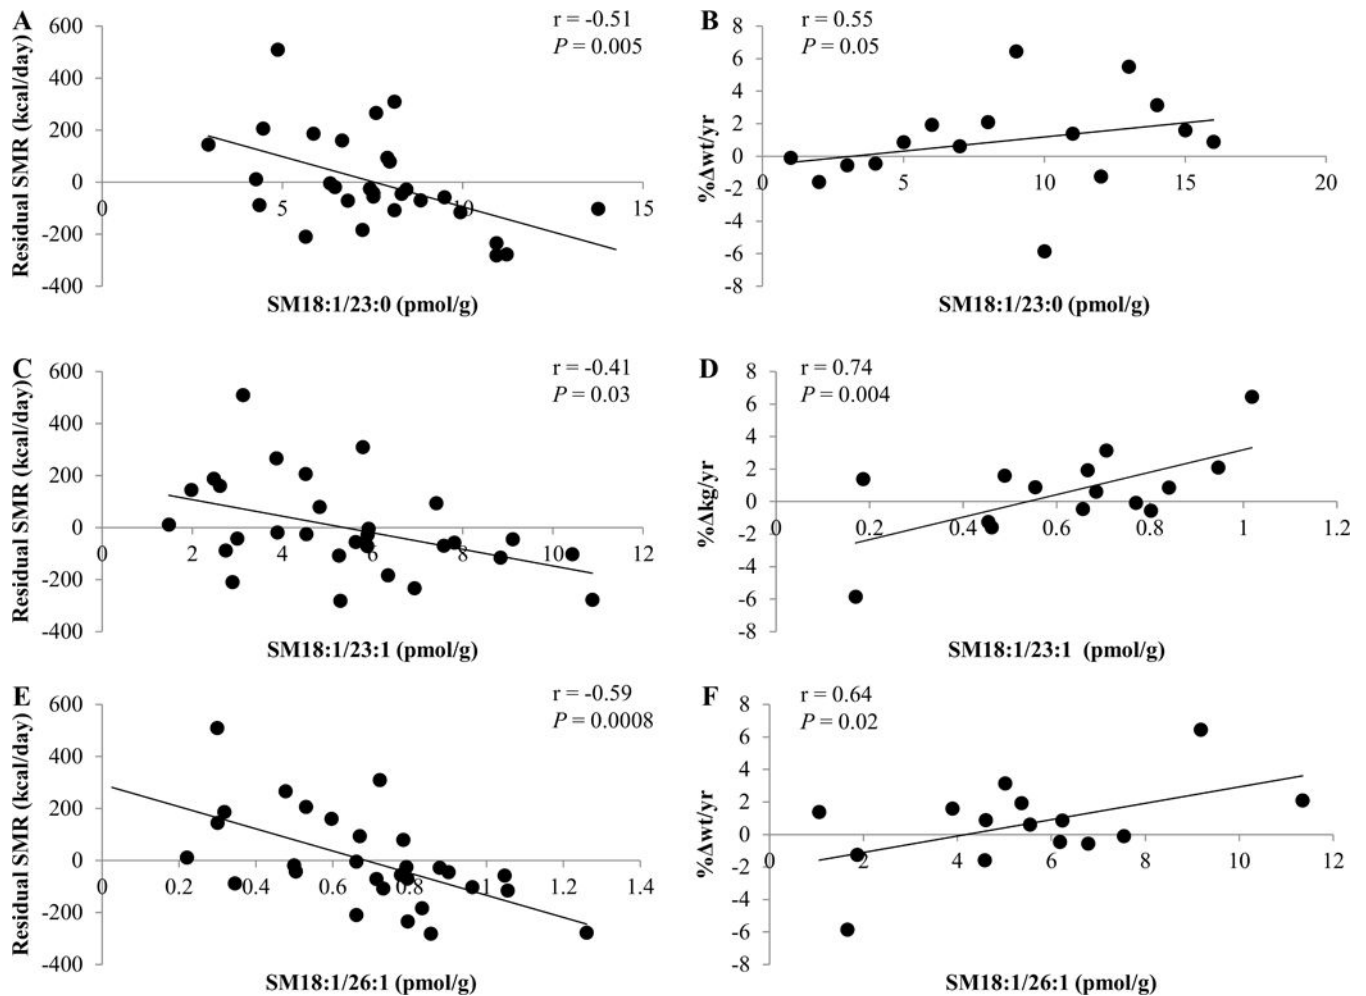 A
r = -0.51
P = 0.005
Residual SMR (kcal/day)
600
400
200
0
-200
-400
0
5
10
15
SM18:1/23:0 (pmol/g)
B
r = 0.55
P = 0.05
%Δwt/yr
8
6
4
2
0
-2
-4
-6
-8
0
5
10
15
20
SM18:1/23:0 (pmol/g)
C
r = -0.41
P = 0.03
Residual SMR (kcal/day)
600
400
200
0
-200
-400
0
2
4
6
8
10
12
SM18:1/23:1 (pmol/g)
D
r = 0.74
P = 0.004
%Δkg/yr
8
6
4
2
0
-2
-4
-6
-8
0
0.2
0.4
0.6
0.8
1
1.2
SM18:1/23:1 (pmol/g)
E
r = -0.59
P = 0.0008
Residual SMR (kcal/day)
600
400
200
0
-200
-400
0
0.2
0.4
0.6
0.8
1
1.2
1.4
SM18:1/26:1 (pmol/g)
F
r = 0.64
P = 0.02
%Δwt/yr
8
6
4
2
0
-2
-4
-6
-8
0
2
4
6
8
10
12
SM18:1/26:1 (pmol/g)